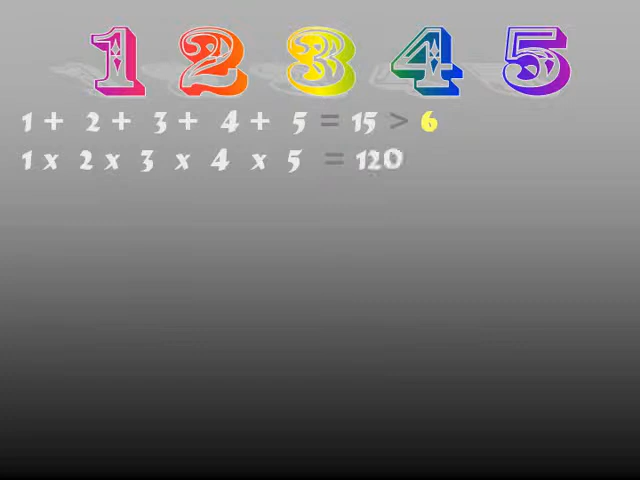 1 2 3 4 5
1 + 2 + 3 + 4 + 5 = 15 > 6
1 x 2 x 3 x 4 x 5 = 120